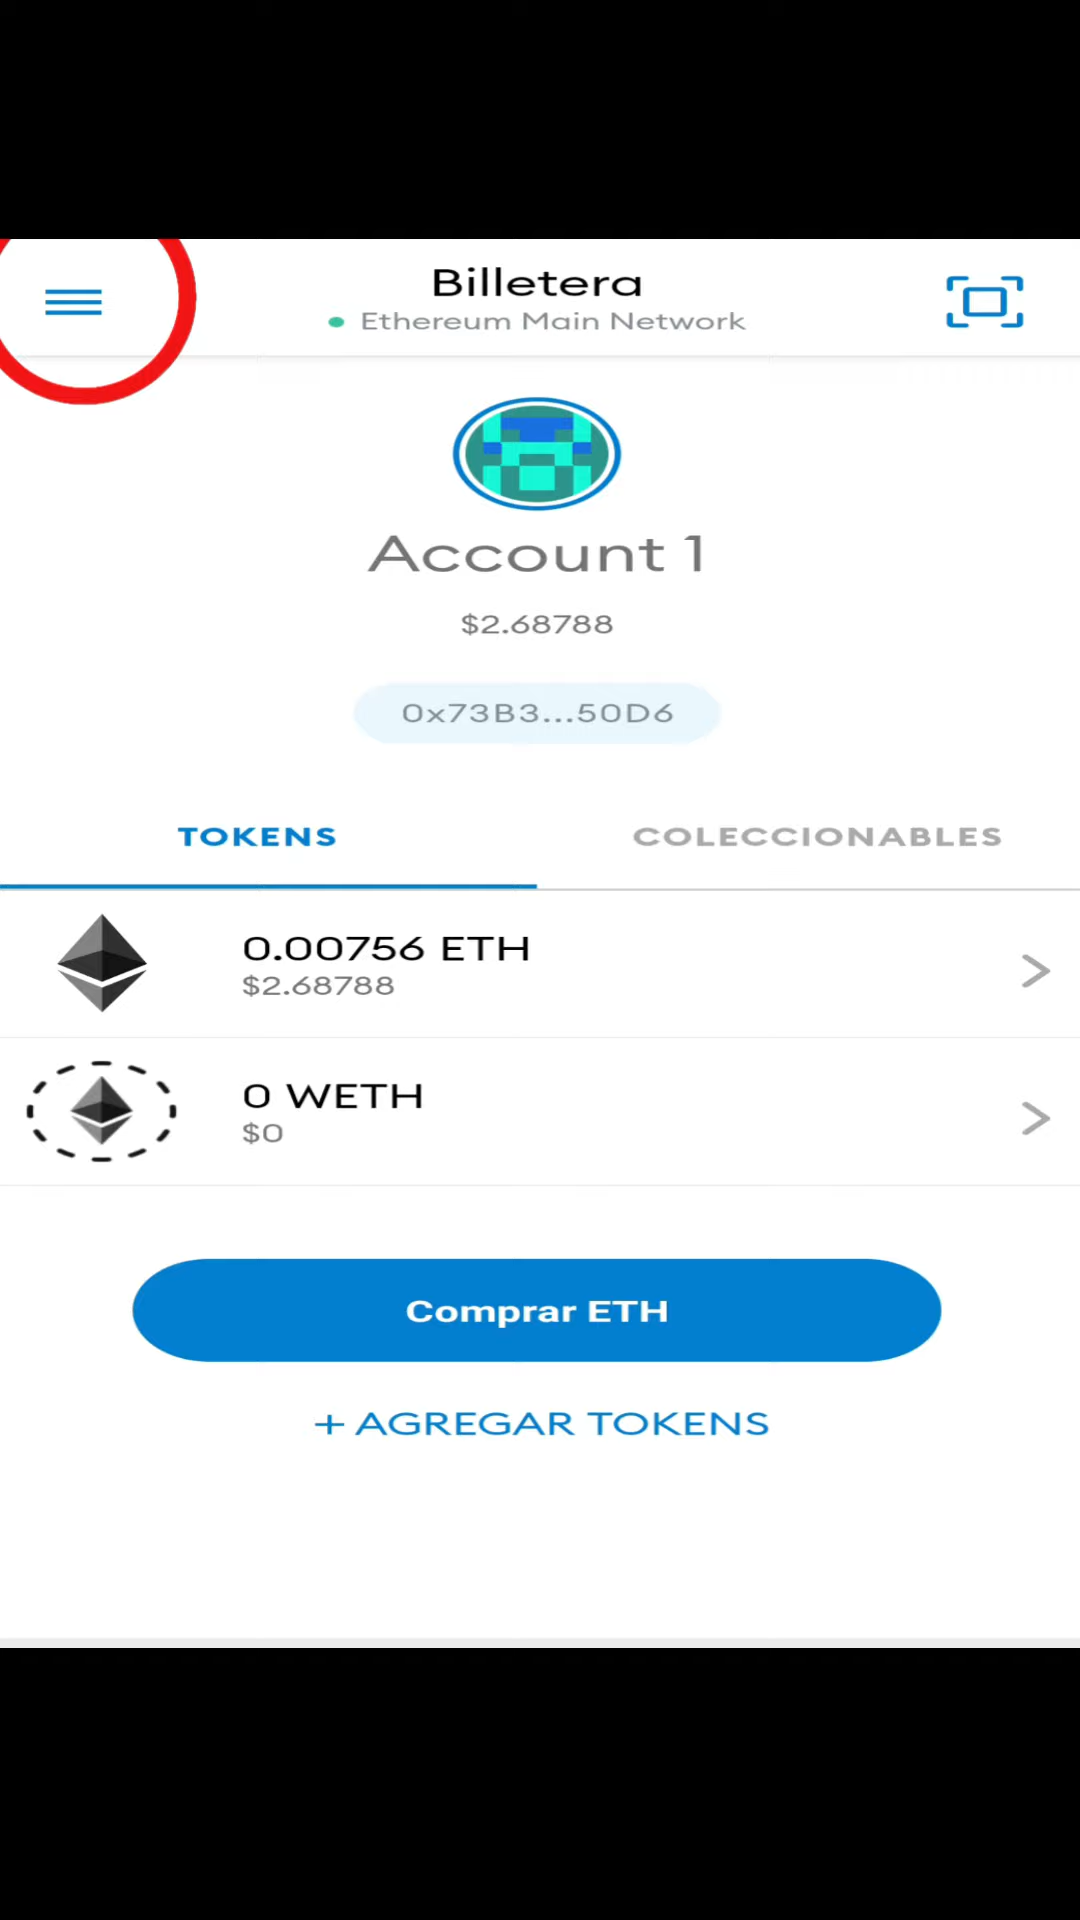 Billetera
Ethereum Main Network
Account 1
$2.68788
0x73B3...50D6
TOKENS
COLECCIONABLES
0.00756 ETH
$2.68788
0 WETH
$0
Comprar ETH
+ AGREGAR TOKENS